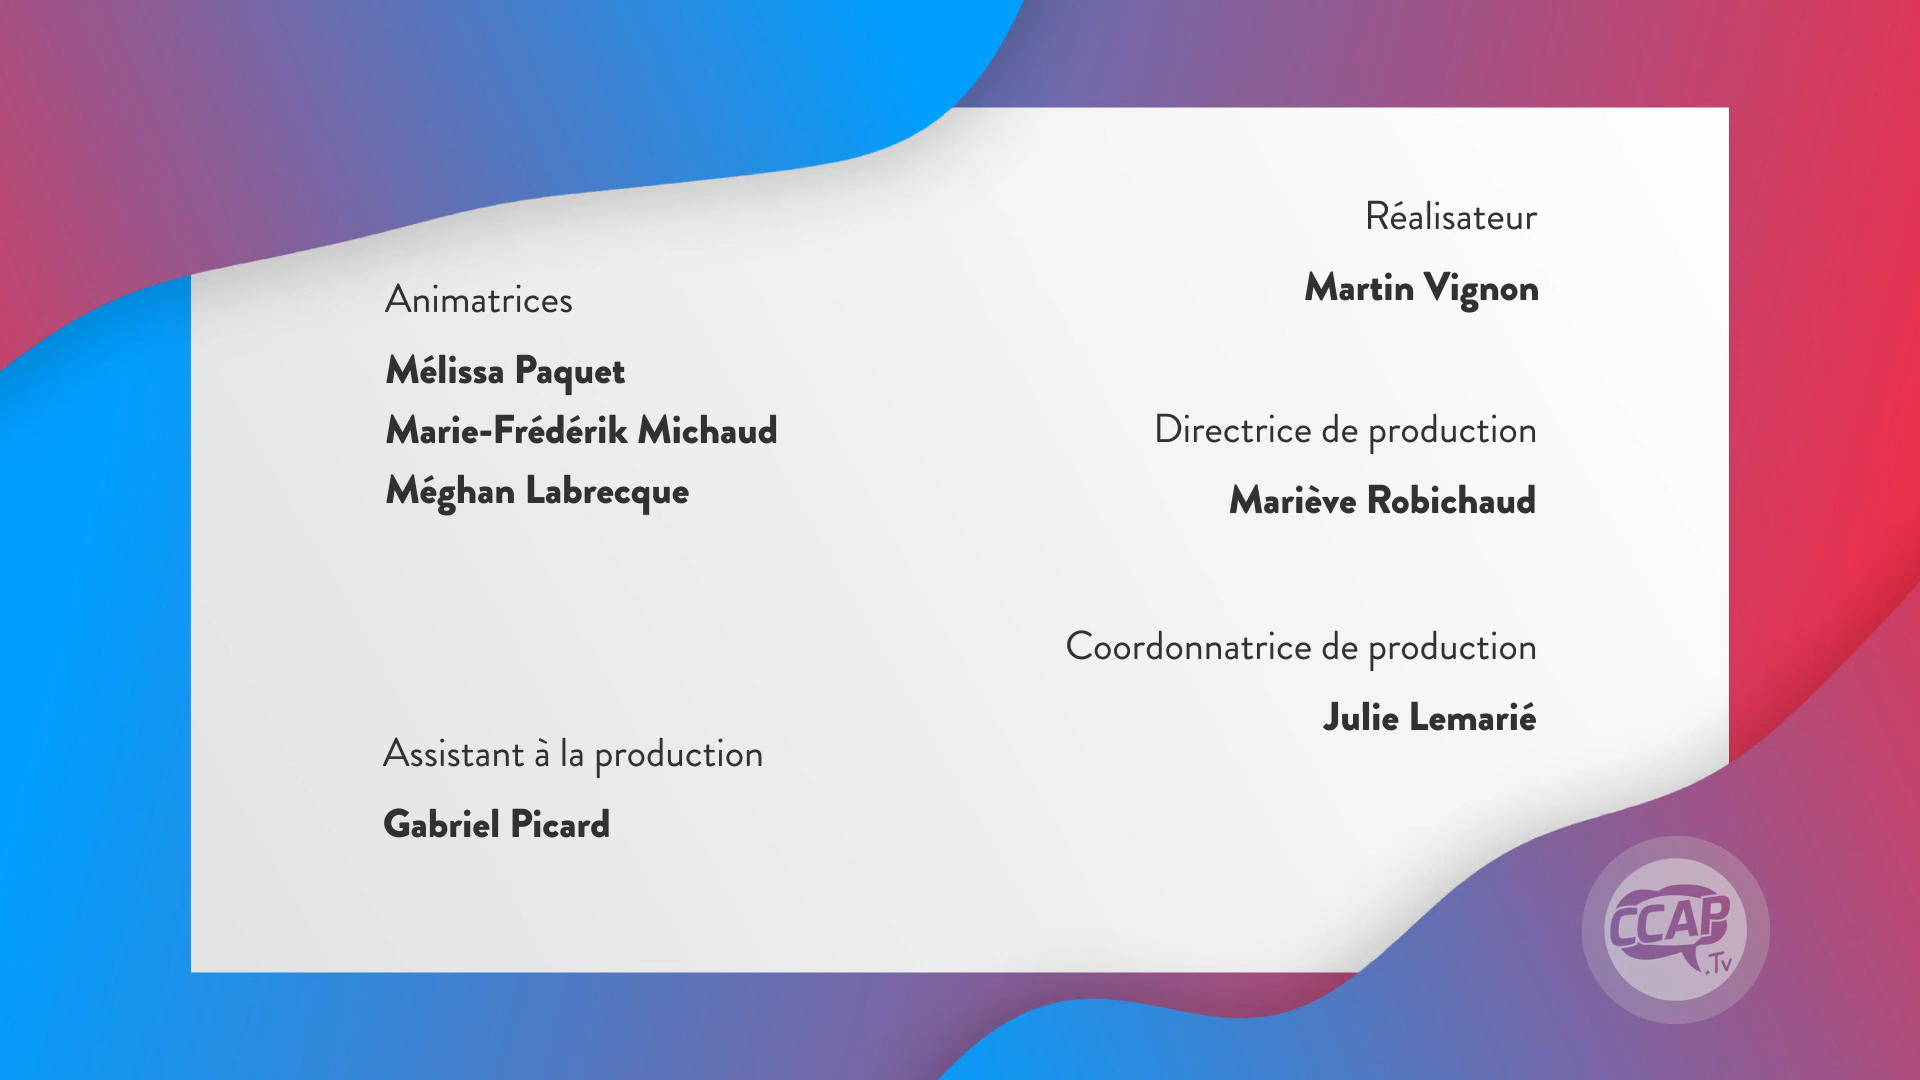 Animatrices
Mélissa Paquet
Marie-Frédérik Michaud
Méghan Labrecque
Assistant à la production
Gabriel Picard
Réalisateur
Martin Vignon
Directrice de production
Mariève Robichaud
Coordonnatrice de production
Julie Lemarié
CCAP
.Tv